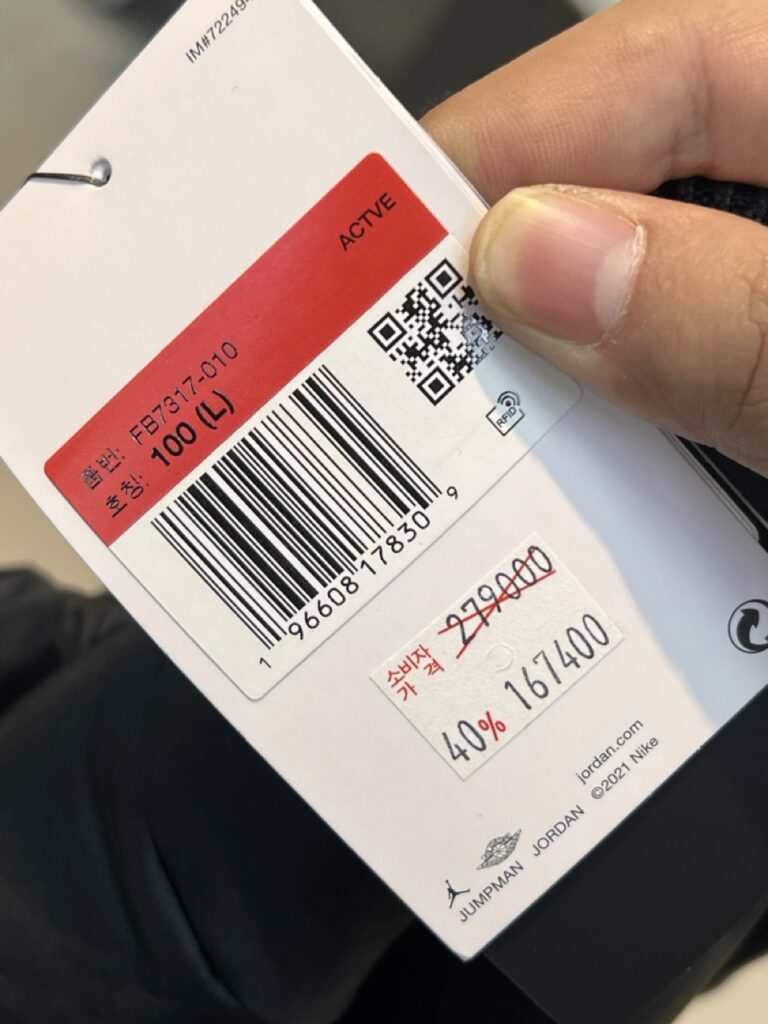 IM#72249
ACTVE
품번: FB7317-010
호칭: 100 (L)
RFID
1 96608 17830 9
소비자
가 격 279000
40% 167400
jordan.com
©2021 Nike
JUMPMAN JORDAN